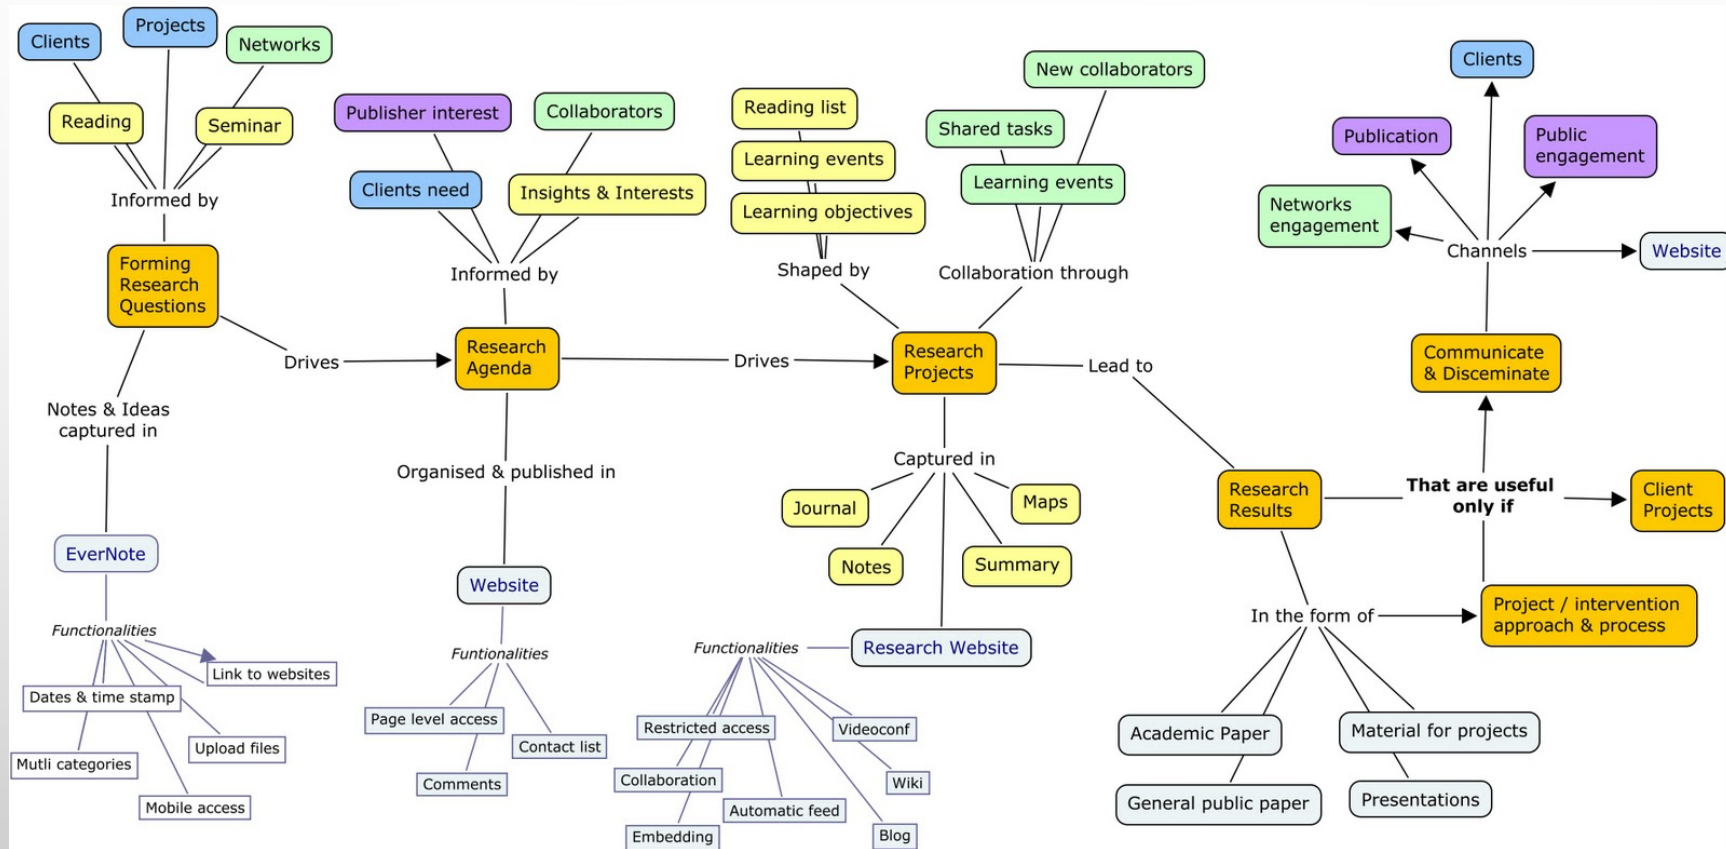 Clients
Projects
Networks
Reading
Seminar
Informed by
Forming
Research
Questions
Drives
Notes & Ideas
captured in
EverNote
Functionalities
Link to websites
Dates & time stamp
Upload files
Mutli categories
Mobile access
Publisher interest
Collaborators
Clients need
Insights & Interests
Informed by
Research
Agenda
Drives
Organised & published in
Website
Funtionalities
Page level access
Contact list
Comments
Reading list
Learning events
Learning objectives
Shaped by
New collaborators
Shared tasks
Learning events
Collaboration through
Research
Projects
Lead to
Captured in
Journal
Maps
Notes
Summary
Research Website
Functionalities
Restricted access
Videoconf
Collaboration
Wiki
Automatic feed
Embedding
Blog
Clients
Publication
Public
engagement
Networks
engagement
Channels
Website
Communicate
& Disceminate
Research
Results
That are useful
only if
Client
Projects
In the form of
Project / intervention
approach & process
Academic Paper
Material for projects
General public paper
Presentations